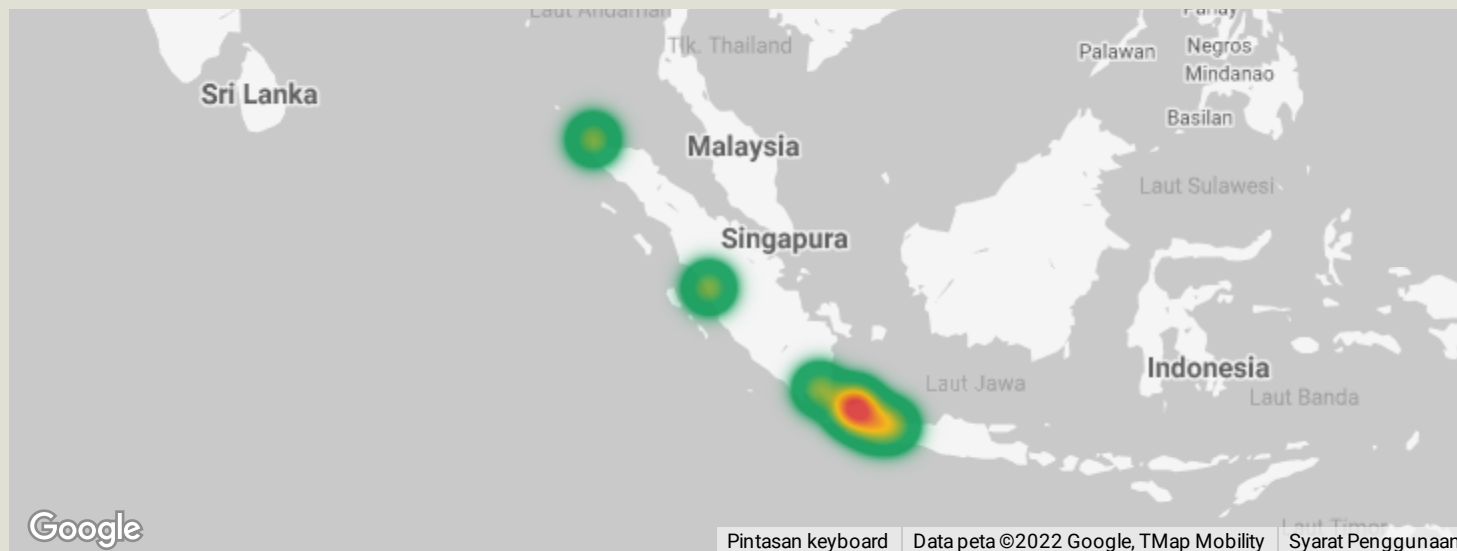 Laut Andaman
Panay
Tlk. Thailand
Palawan
Negros
Mindanao
Sri Lanka
Basilan
Malaysia
Laut Sulawesi
Singapura
Indonesia
Laut Jawa
Laut Banda
Laut Timor
Google
Pintasan keyboard
Data peta ©2022 Google, TMap Mobility
Syarat Penggunaan